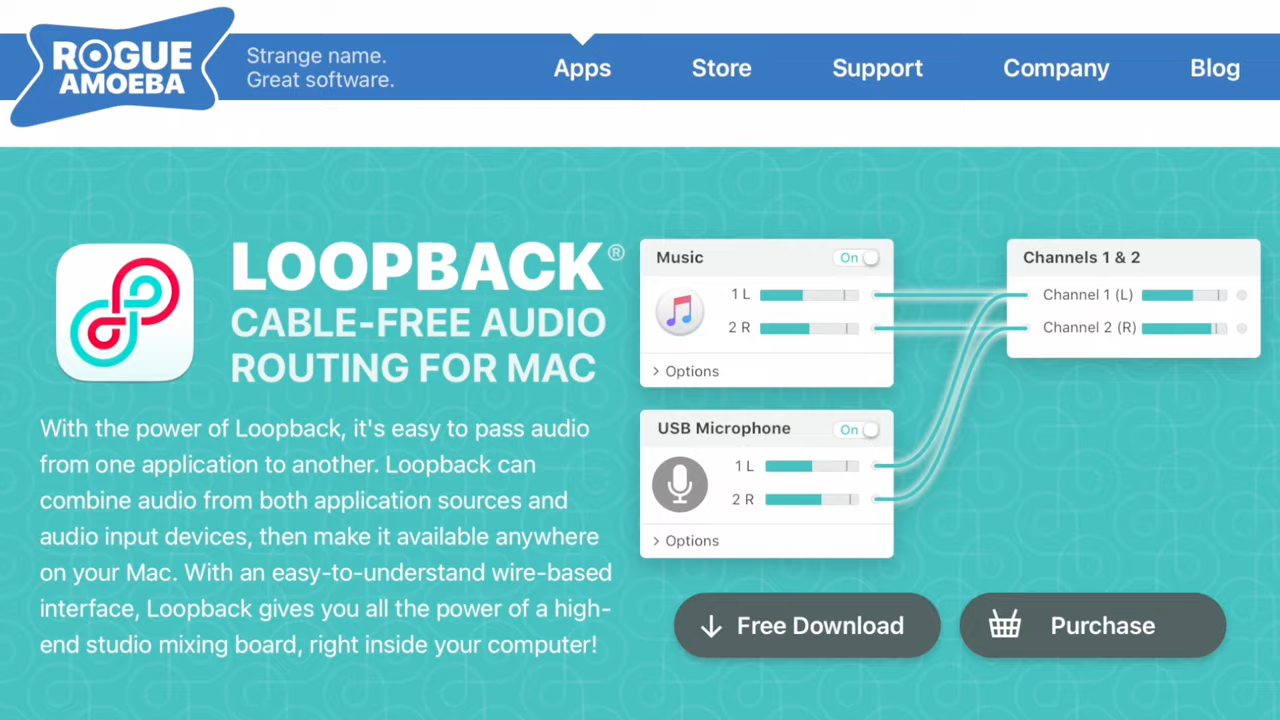 ROGUE
AMOEBA
Strange name.
Great software.
Apps
Store
Support
Company
Blog
LOOPBACK®
CABLE-FREE AUDIO
ROUTING FOR MAC
With the power of Loopback, it's easy to pass audio
from one application to another. Loopback can
combine audio from both application sources and
audio input devices, then make it available anywhere
on your Mac. With an easy-to-understand wire-based
interface, Loopback gives you all the power of a high-
end studio mixing board, right inside your computer!
Music
On
1 L
2 R
> Options
USB Microphone
On
1 L
2 R
> Options
Channels 1 & 2
Channel 1 (L)
Channel 2 (R)
Free Download
Purchase